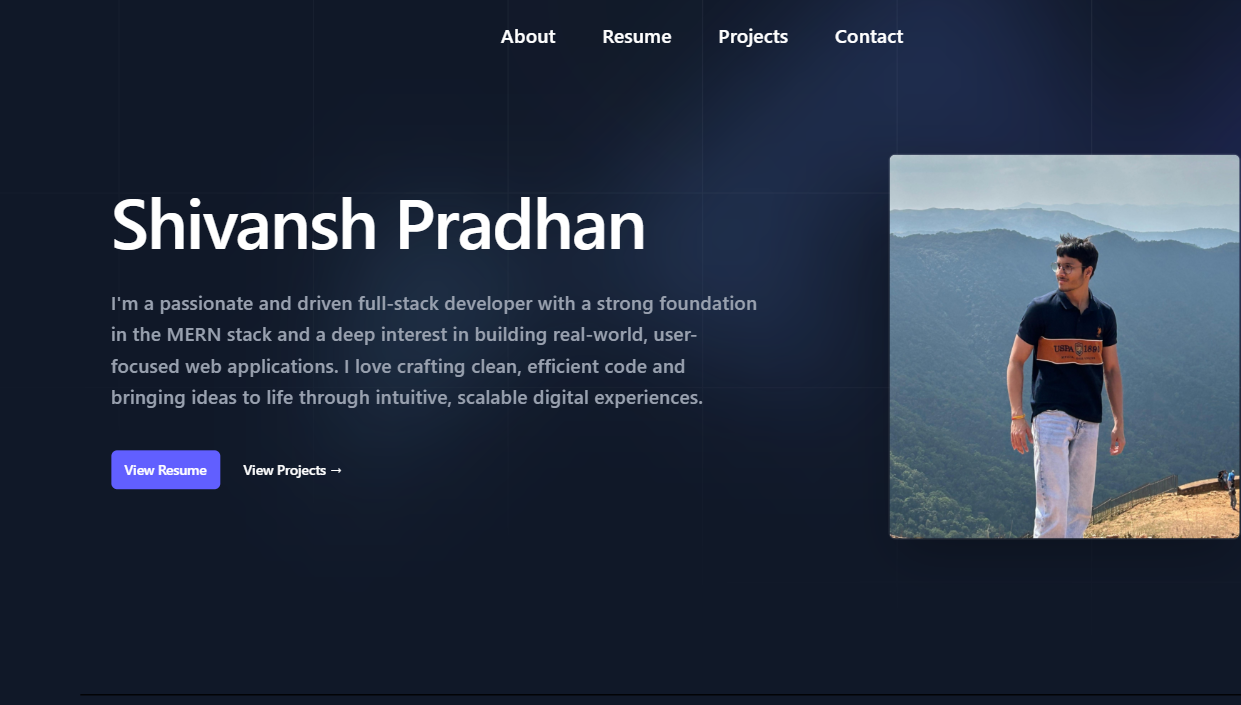 About Resume Projects Contact
Shivansh Pradhan
I'm a passionate and driven full-stack developer with a strong foundation
in the MERN stack and a deep interest in building real-world, user-
focused web applications. I love crafting clean, efficient code and
bringing ideas to life through intuitive, scalable digital experiences.
View Resume View Projects →